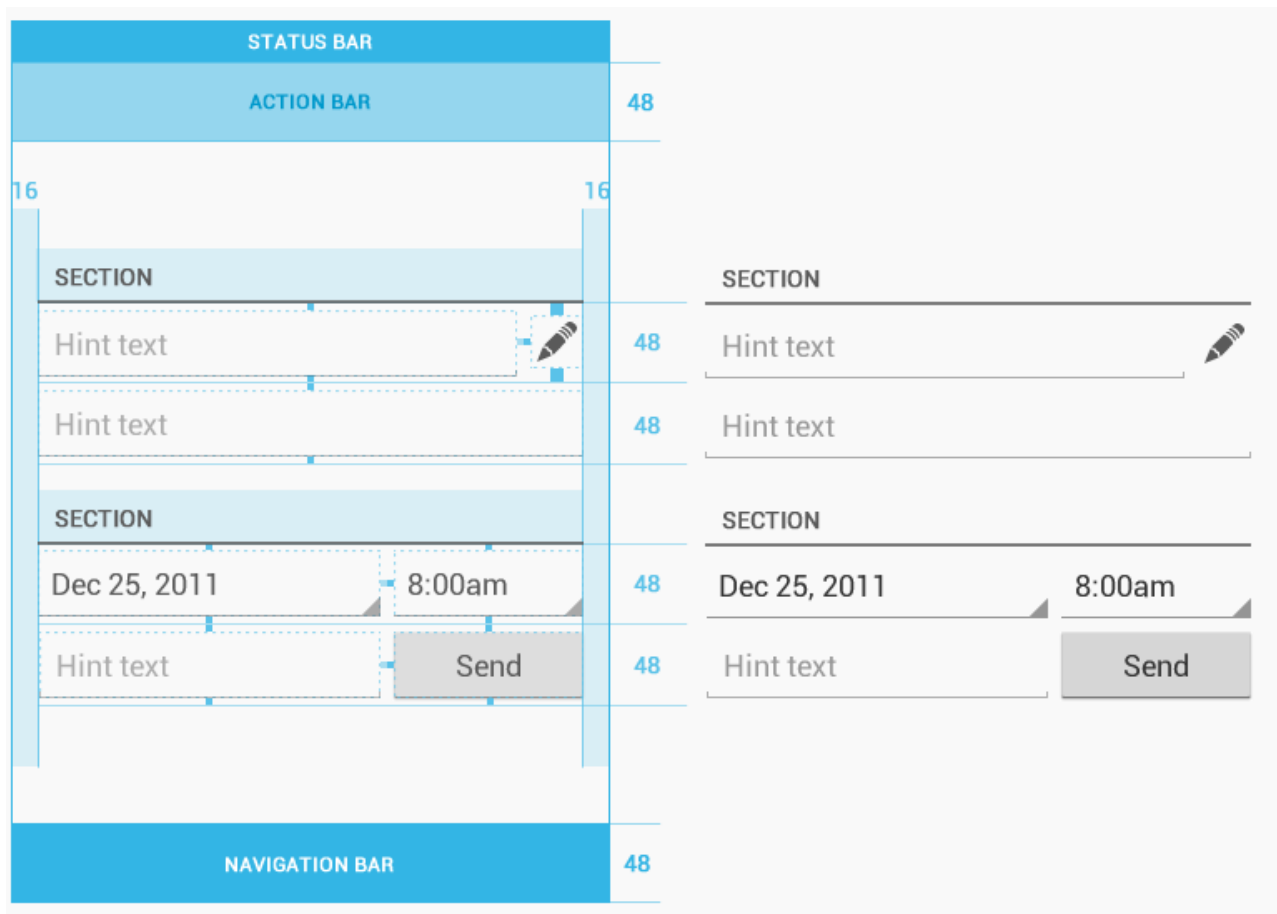 STATUS BAR
ACTION BAR
48
16
16
SECTION
Hint text
48
Hint text
48
SECTION
Dec 25, 2011
8:00am
48
Hint text
Send
48
NAVIGATION BAR
48
SECTION
Hint text
Hint text
SECTION
Dec 25, 2011
8:00am
Hint text
Send